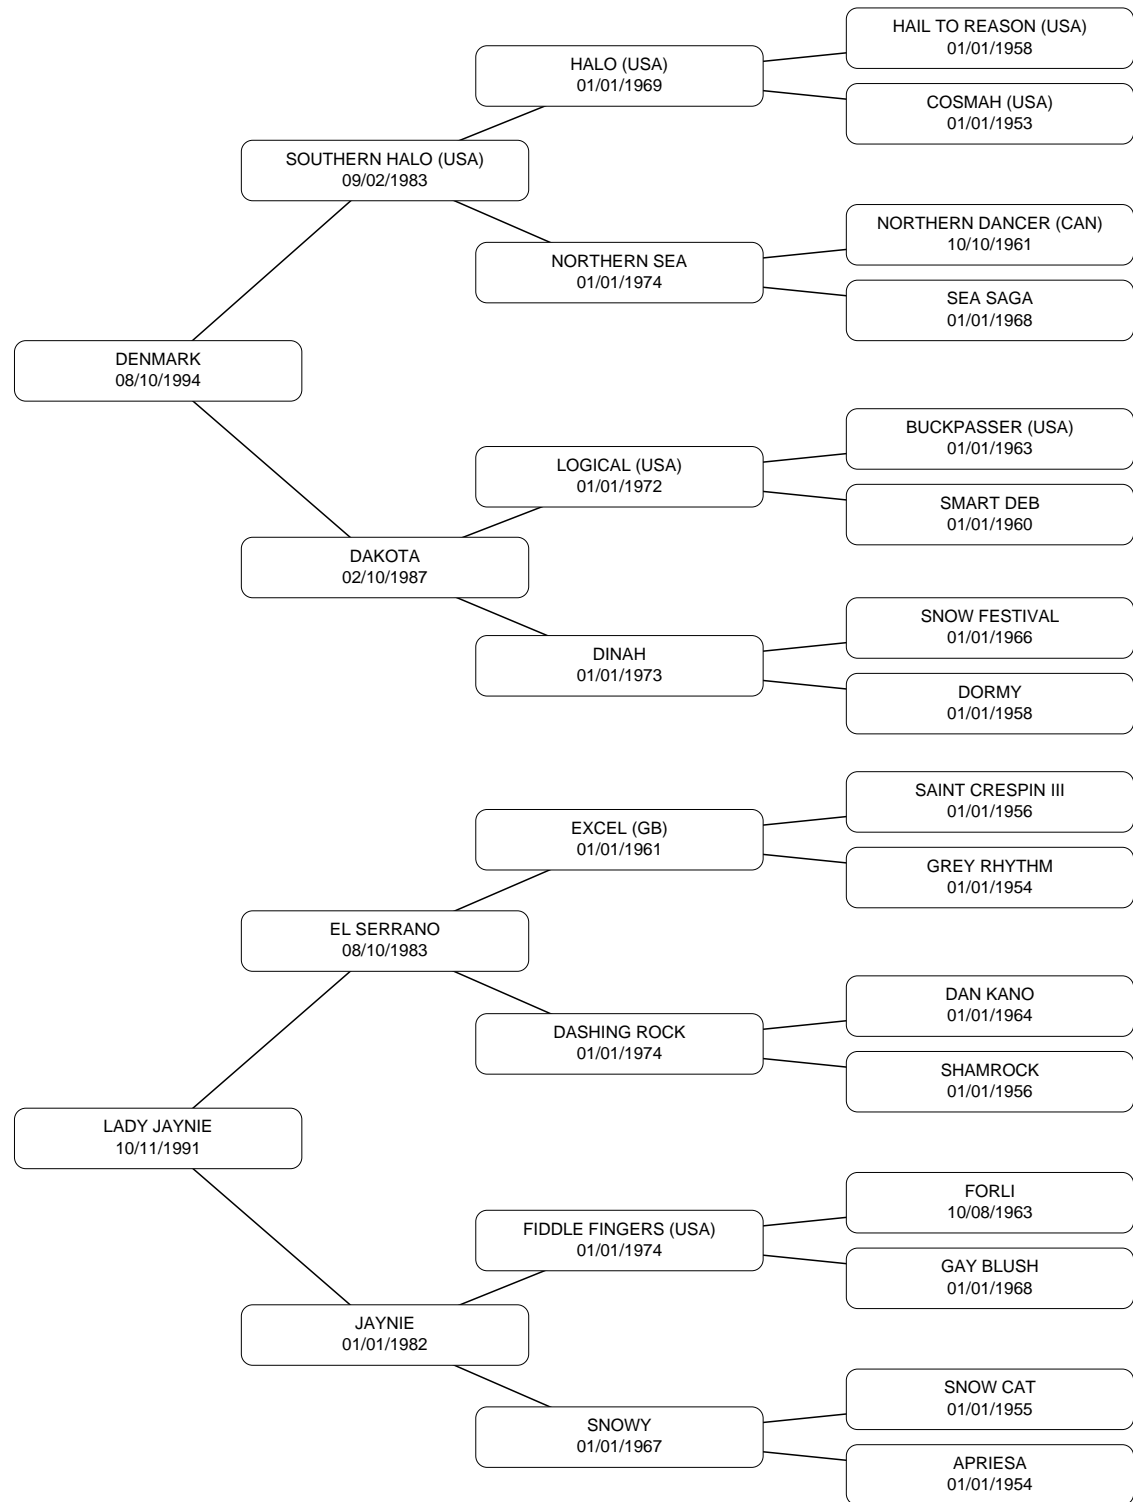 HAIL TO REASON (USA)
01/01/1958
HALO (USA)
01/01/1969
COSMAH (USA)
01/01/1953
SOUTHERN HALO (USA)
09/02/1983
NORTHERN DANCER (CAN)
10/10/1961
NORTHERN SEA
01/01/1974
SEA SAGA
01/01/1968
DENMARK
08/10/1994
BUCKPASSER (USA)
01/01/1963
LOGICAL (USA)
01/01/1972
SMART DEB
01/01/1960
DAKOTA
02/10/1987
SNOW FESTIVAL
01/01/1966
DINAH
01/01/1973
DORMY
01/01/1958
SAINT CRESPIN III
01/01/1956
EXCEL (GB)
01/01/1961
GREY RHYTHM
01/01/1954
EL SERRANO
08/10/1983
DAN KANO
01/01/1964
DASHING ROCK
01/01/1974
SHAMROCK
01/01/1956
LADY JAYNIE
10/11/1991
FORLI
10/08/1963
FIDDLE FINGERS (USA)
01/01/1974
GAY BLUSH
01/01/1968
JAYNIE
01/01/1982
SNOW CAT
01/01/1955
SNOWY
01/01/1967
APRIESA
01/01/1954